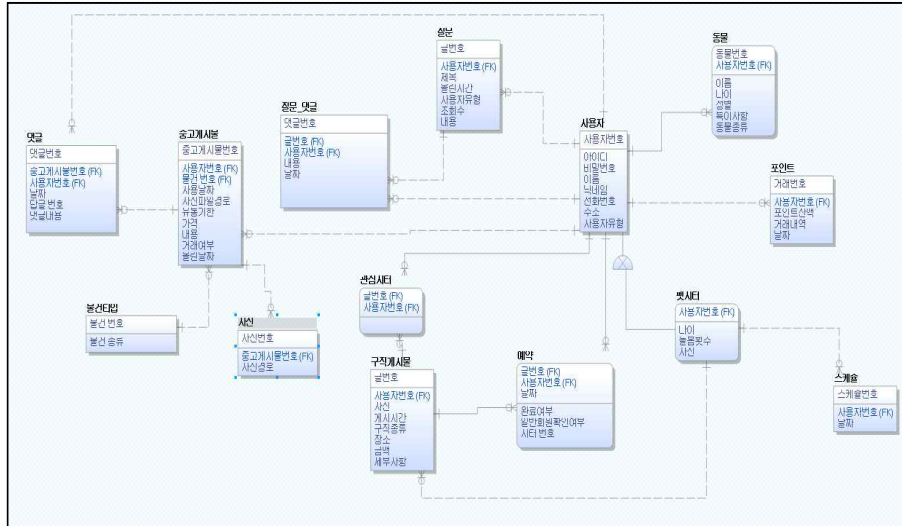 댓글
댓글번호
중고게시물번호 (FK)
사용자번호 (FK)
날짜
답글 번호
댓글내용
중고게시물
중고게시물번호
사용자번호 (FK)
물건 번호 (FK)
사용날짜
사진파일경로
유통기한
가격
내용
거래여부
올린날짜
질문_댓글
댓글번호
글번호 (FK)
사용자번호 (FK)
내용
날짜
질문
글번호
사용자번호 (FK)
제목
올린시간
사용자유형
조회수
내용
사용자
사용자번호
아이디
비밀번호
이름
닉네임
전화번호
주소
사용자유형
동물
동물번호
사용자번호 (FK)
이름
나이
성별
특이사항
동물종류
포인트
거래번호
사용자번호 (FK)
포인트잔액
거래내역
날짜
물건타입
물건 번호
물건 종류
사진
사진번호
중고게시물번호 (FK)
사진경로
관심시터
글번호 (FK)
사용자번호 (FK)
구직게시물
글번호
사용자번호 (FK)
사진
게시시간
구직종류
장소
금액
세부사항
예약
글번호 (FK)
사용자번호 (FK)
날짜
완료여부
일반회원확인여부
시터 번호
펫시터
사용자번호 (FK)
나이
돌봄횟수
사진
스케줄
스케줄번호
사용자번호 (FK)
날짜